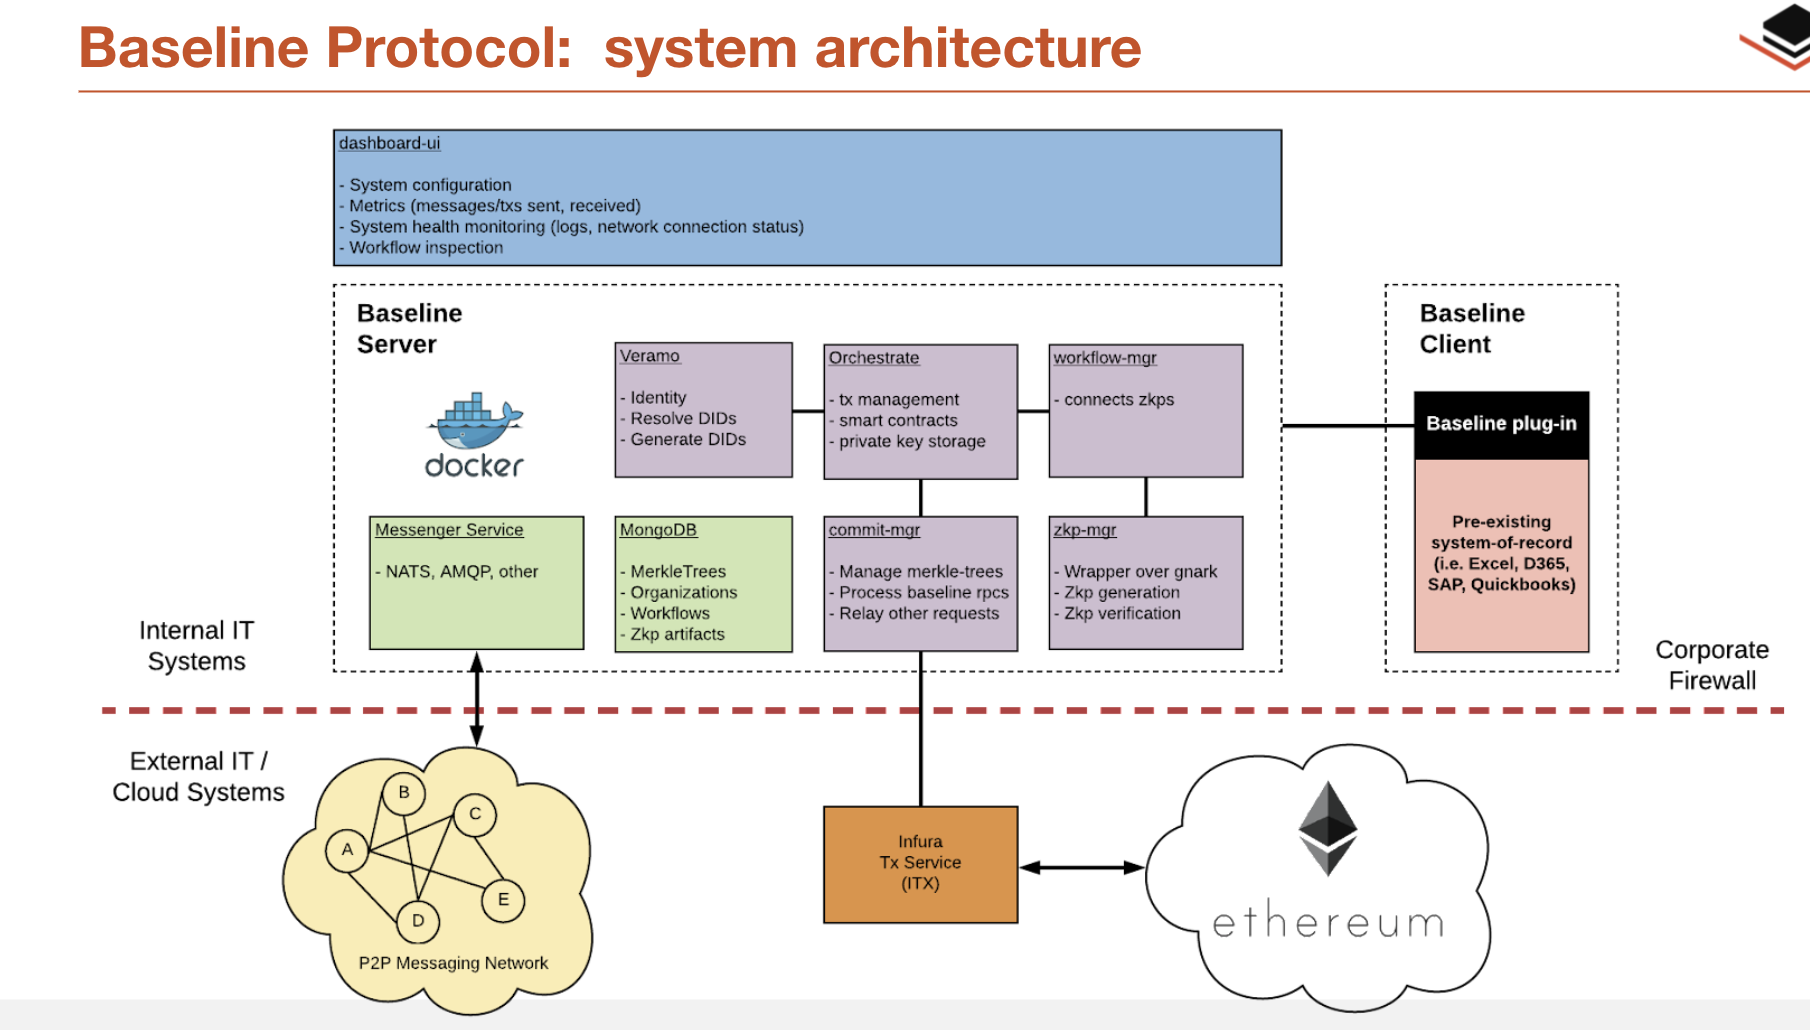 Baseline Protocol:  system architecture
dashboard-ui
- System configuration
- Metrics (messages/txs sent, received)
- System health monitoring (logs, network connection status)
- Workflow inspection
Baseline
Server
docker
Veramo
- Identity
- Resolve DIDs
- Generate DIDs
Orchestrate
- tx management
- smart contracts
- private key storage
workflow-mgr
- connects zkps
Messenger Service
- NATS, AMQP, other
MongoDB
- MerkleTrees
- Organizations
- Workflows
- Zkp artifacts
commit-mgr
- Manage merkle-trees
- Process baseline rpcs
- Relay other requests
zkp-mgr
- Wrapper over gnark
- Zkp generation
- Zkp verification
Baseline
Client
Baseline plug-in
Pre-existing
system-of-record
(i.e. Excel, D365,
SAP, Quickbooks)
Internal IT
Systems
Corporate
Firewall
External IT /
Cloud Systems
B
C
A
E
D
P2P Messaging Network
Infura
Tx Service
(ITX)
ethereum